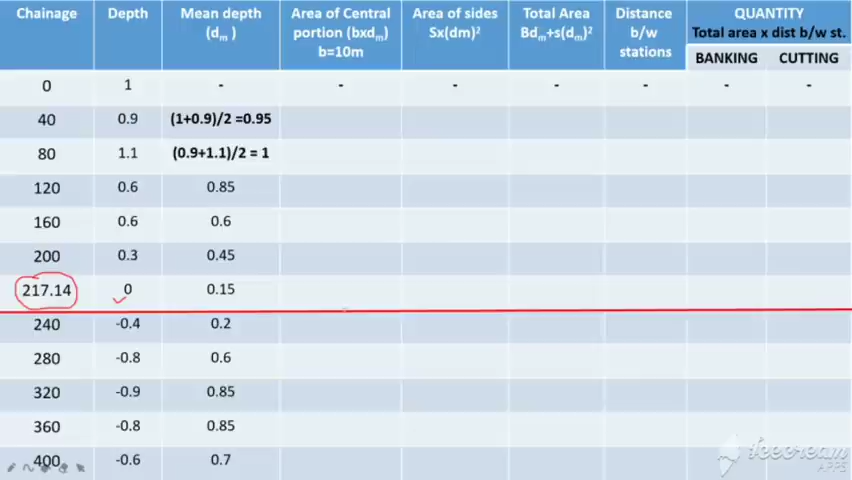 Chainage Depth Mean depth Area of Central Area of sides Total Area Distance QUANTITY
(dm ) portion (bxdm) Sx(dm)2 Bdm+s(dm)2 b/w Total area x dist b/w st.
b=10m stations BANKING CUTTING
0 1 - - - - - - -
40 0.9 (1+0.9)/2 =0.95
80 1.1 (0.9+1.1)/2 = 1
120 0.6 0.85
160 0.6 0.6
200 0.3 0.45
217.14 0 0.15
240 -0.4 0.2
280 -0.8 0.6
320 -0.9 0.85
360 -0.8 0.85
400 -0.6 0.7
icecream
APPS